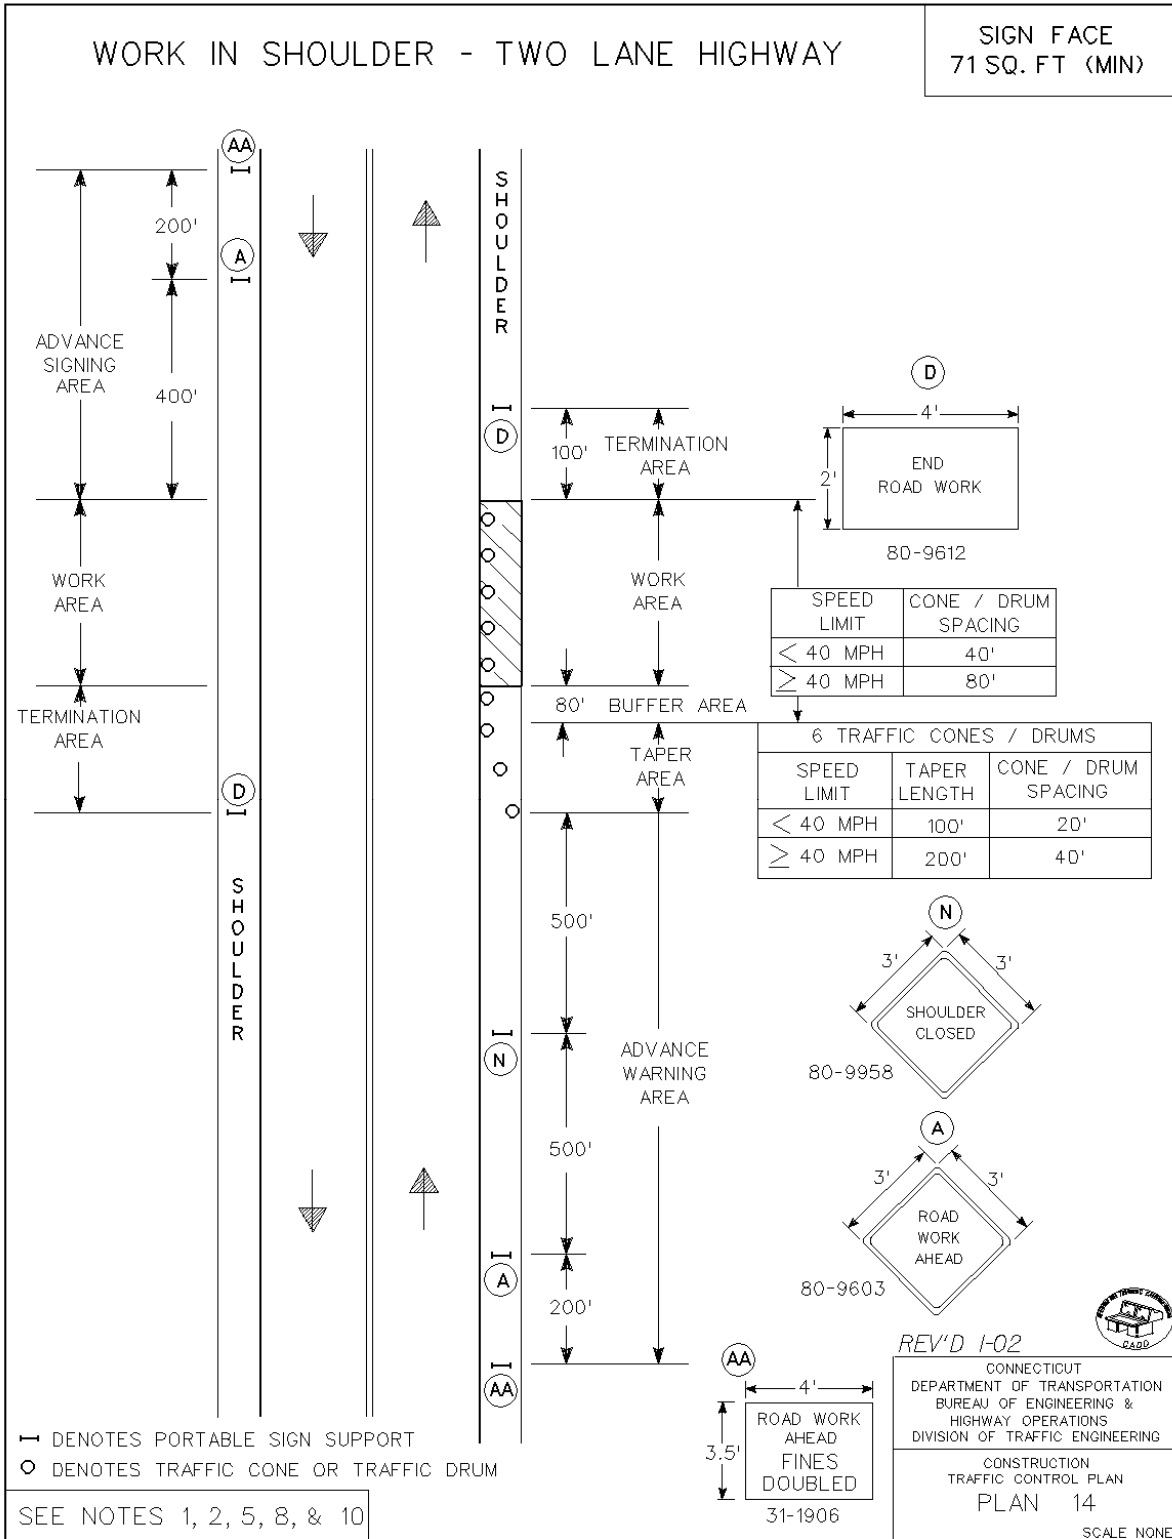 WORK IN SHOULDER - TWO LANE HIGHWAY
SIGN FACE
71 SQ. FT (MIN)
AA
200'
A
ADVANCE
SIGNING
AREA
400'
WORK
AREA
TERMINATION
AREA
D
SHOULDER
SHOULDER
D
100'
TERMINATION
AREA
WORK
AREA
80' BUFFER AREA
TAPER
AREA
500'
N
500'
ADVANCE
WARNING
AREA
A
200'
AA
D
4'
2'
END
ROAD WORK
80-9612
SPEED LIMIT CONE / DRUM SPACING
< 40 MPH 40'
≥ 40 MPH 80'
6 TRAFFIC CONES / DRUMS
SPEED LIMIT TAPER LENGTH CONE / DRUM SPACING
< 40 MPH 100' 20'
≥ 40 MPH 200' 40'
N
3' 3'
SHOULDER
CLOSED
80-9958
A
3' 3'
ROAD
WORK
AHEAD
80-9603
AA
4'
3.5'
ROAD WORK
AHEAD
FINES
DOUBLED
31-1906
CADD
REV'D 1-02
CONNECTICUT
DEPARTMENT OF TRANSPORTATION
BUREAU OF ENGINEERING &
HIGHWAY OPERATIONS
DIVISION OF TRAFFIC ENGINEERING
CONSTRUCTION
TRAFFIC CONTROL PLAN
PLAN 14
SCALE NONE
DENOTES PORTABLE SIGN SUPPORT
DENOTES TRAFFIC CONE OR TRAFFIC DRUM
SEE NOTES 1, 2, 5, 8, & 10